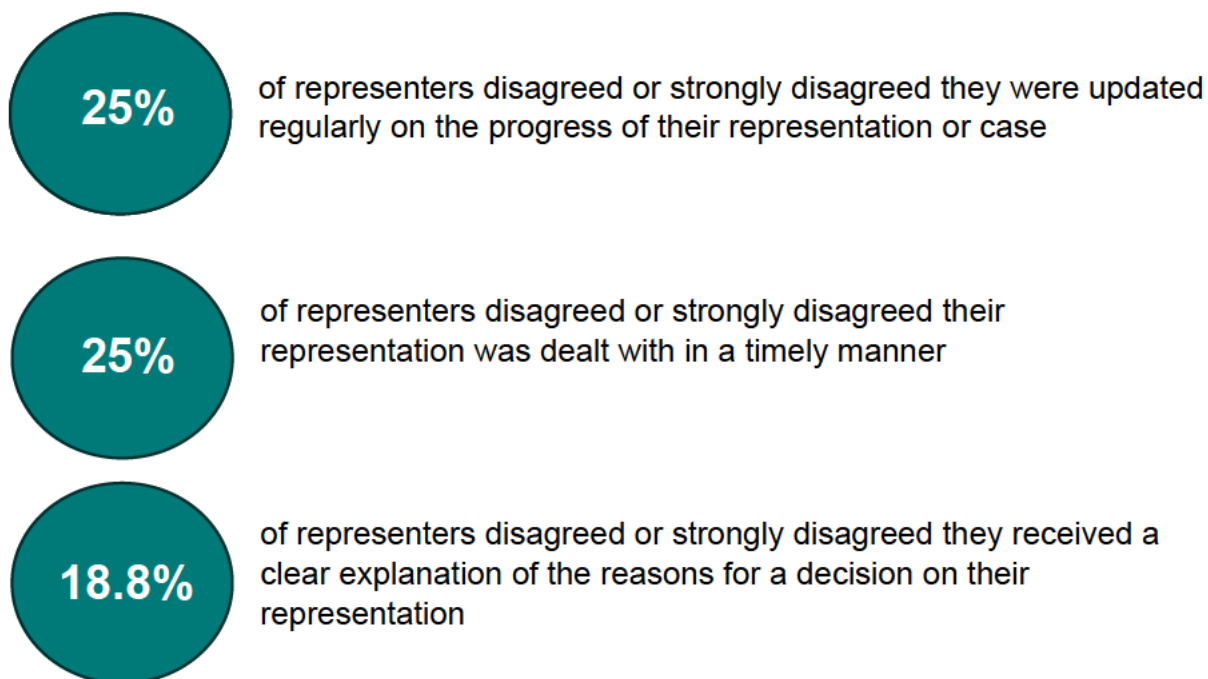 25%
of representers disagreed or strongly disagreed they were updated
regularly on the progress of their representation or case
25%
of representers disagreed or strongly disagreed their
representation was dealt with in a timely manner
18.8%
of representers disagreed or strongly disagreed they received a
clear explanation of the reasons for a decision on their
representation